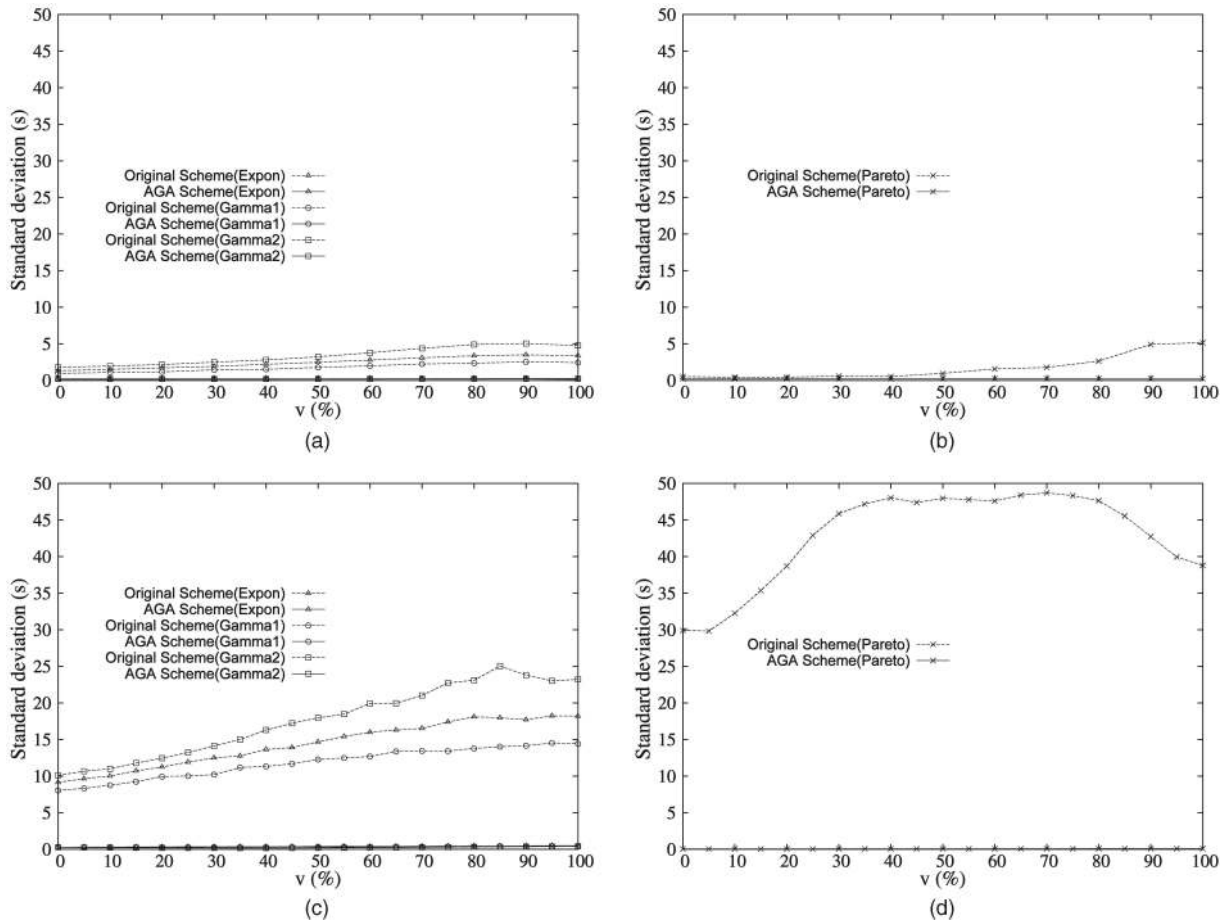 50
45
40
35
30
25
20
15
10
5
0
Standard deviation (s)
Original Scheme(Expon)
AGA Scheme(Expon)
Original Scheme(Gamma1)
AGA Scheme(Gamma1)
Original Scheme(Gamma2)
AGA Scheme(Gamma2)
0 10 20 30 40 50 60 70 80 90 100
v (%)
(a)
50
45
40
35
30
25
20
15
10
5
0
Standard deviation (s)
Original Scheme(Pareto)
AGA Scheme(Pareto)
0 10 20 30 40 50 60 70 80 90 100
v (%)
(b)
50
45
40
35
30
25
20
15
10
5
0
Standard deviation (s)
Original Scheme(Expon)
AGA Scheme(Expon)
Original Scheme(Gamma1)
AGA Scheme(Gamma1)
Original Scheme(Gamma2)
AGA Scheme(Gamma2)
0 10 20 30 40 50 60 70 80 90 100
v (%)
(c)
50
45
40
35
30
25
20
15
10
5
0
Standard deviation (s)
Original Scheme(Pareto)
AGA Scheme(Pareto)
0 10 20 30 40 50 60 70 80 90 100
v (%)
(d)